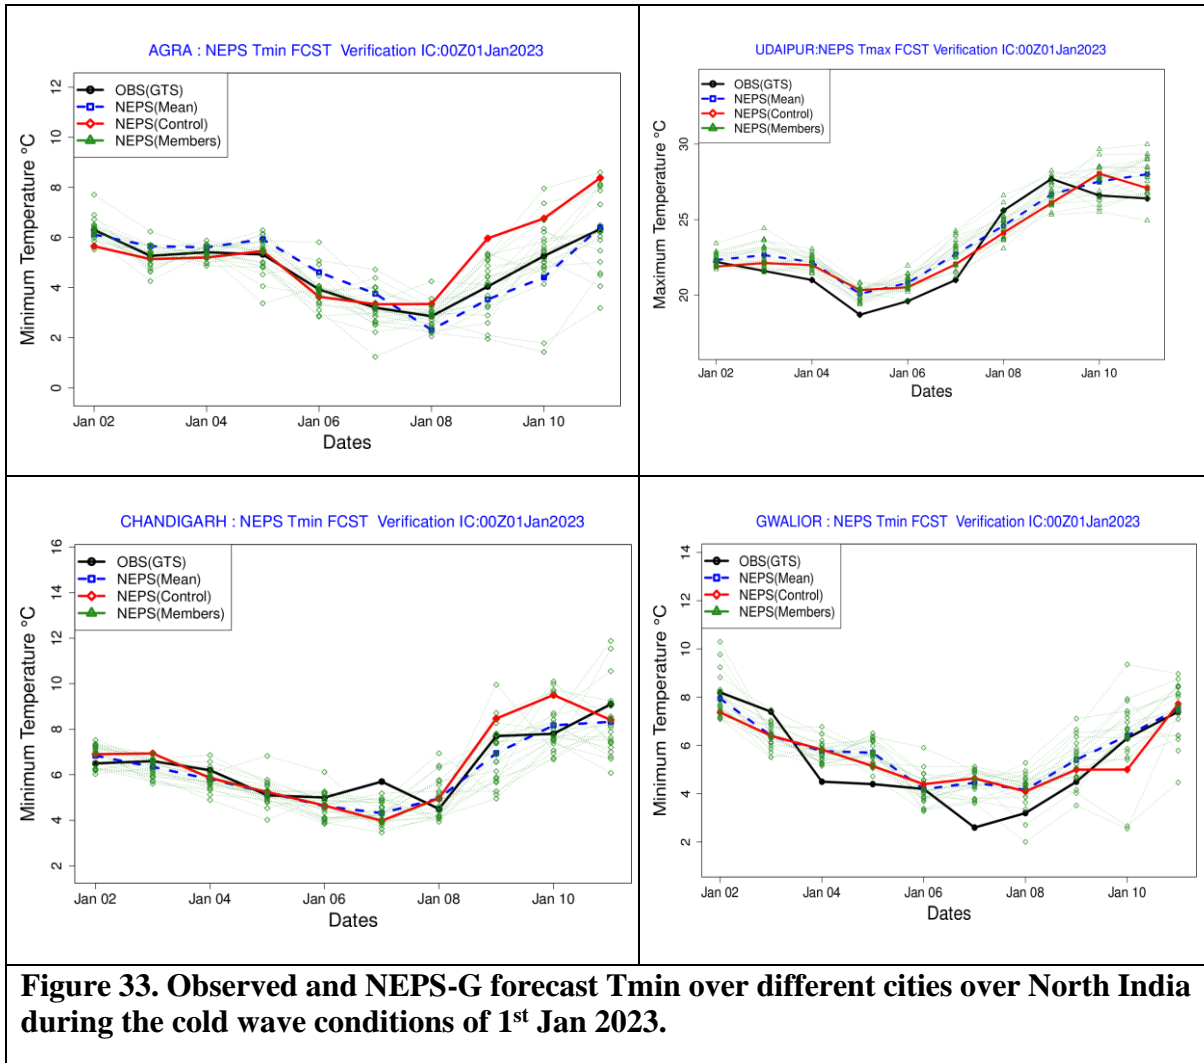 AGRA : NEPS Tmin FCST  Verification IC:00Z01Jan2023
OBS(GTS)
NEPS(Mean)
NEPS(Control)
NEPS(Members)
Minimum Temperature °C
12
10
8
6
4
2
0
Jan 02
Jan 04
Jan 06
Jan 08
Jan 10
Dates
UDAIPUR:NEPS Tmax FCST Verification IC:00Z01Jan2023
OBS(GTS)
NEPS(Mean)
NEPS(Control)
NEPS(Members)
Maximum Temperature °C
30
25
20
Jan 02
Jan 04
Jan 06
Jan 08
Jan 10
Dates
CHANDIGARH : NEPS Tmin FCST  Verification IC:00Z01Jan2023
OBS(GTS)
NEPS(Mean)
NEPS(Control)
NEPS(Members)
Minimum Temperature °C
16
14
12
10
8
6
4
2
Jan 02
Jan 04
Jan 06
Jan 08
Jan 10
Dates
GWALIOR : NEPS Tmin FCST  Verification IC:00Z01Jan2023
OBS(GTS)
NEPS(Mean)
NEPS(Control)
NEPS(Members)
Minimum Temperature °C
14
12
10
8
6
4
2
Jan 02
Jan 04
Jan 06
Jan 08
Jan 10
Dates
Figure 33. Observed and NEPS-G forecast Tmin over different cities over North India
during the cold wave conditions of 1st Jan 2023.